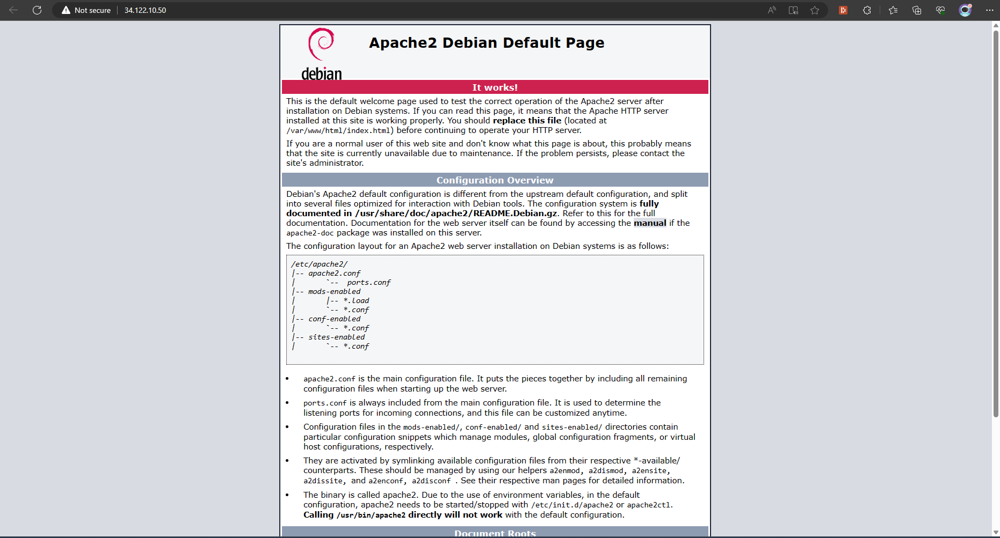 Not secure
34.122.10.50
debian
Apache2 Debian Default Page
It works!
This is the default welcome page used to test the correct operation of the Apache2 server after
installation on Debian systems. If you can read this page, it means that the Apache HTTP server
installed at this site is working properly. You should replace this file (located at
/var/www/html/index.html) before continuing to operate your HTTP server.
If you are a normal user of this web site and don't know what this page is about, this probably means
that the site is currently unavailable due to maintenance. If the problem persists, please contact the
site's administrator.
Configuration Overview
Debian's Apache2 default configuration is different from the upstream default configuration, and split
into several files optimized for interaction with Debian tools. The configuration system is fully
documented in /usr/share/doc/apache2/README.Debian.gz. Refer to this for the full
documentation. Documentation for the web server itself can be found by accessing the manual if the
apache2-doc package was installed on this server.
The configuration layout for an Apache2 web server installation on Debian systems is as follows:
/etc/apache2/
|-- apache2.conf
|       `--  ports.conf
|-- mods-enabled
|       |-- *.load
|       `-- *.conf
|-- conf-enabled
|       `-- *.conf
|-- sites-enabled
|       `-- *.conf
• apache2.conf is the main configuration file. It puts the pieces together by including all remaining
configuration files when starting up the web server.
• ports.conf is always included from the main configuration file. It is used to determine the
listening ports for incoming connections, and this file can be customized anytime.
• Configuration files in the mods-enabled/, conf-enabled/ and sites-enabled/ directories contain
particular configuration snippets which manage modules, global configuration fragments, or virtual
host configurations, respectively.
• They are activated by symlinking available configuration files from their respective *-available/
counterparts. These should be managed by using our helpers a2enmod, a2dismod, a2ensite,
a2dissite, and a2enconf, a2disconf . See their respective man pages for detailed information.
• The binary is called apache2. Due to the use of environment variables, in the default
configuration, apache2 needs to be started/stopped with /etc/init.d/apache2 or apache2ctl.
Calling /usr/bin/apache2 directly will not work with the default configuration.
Document Roots